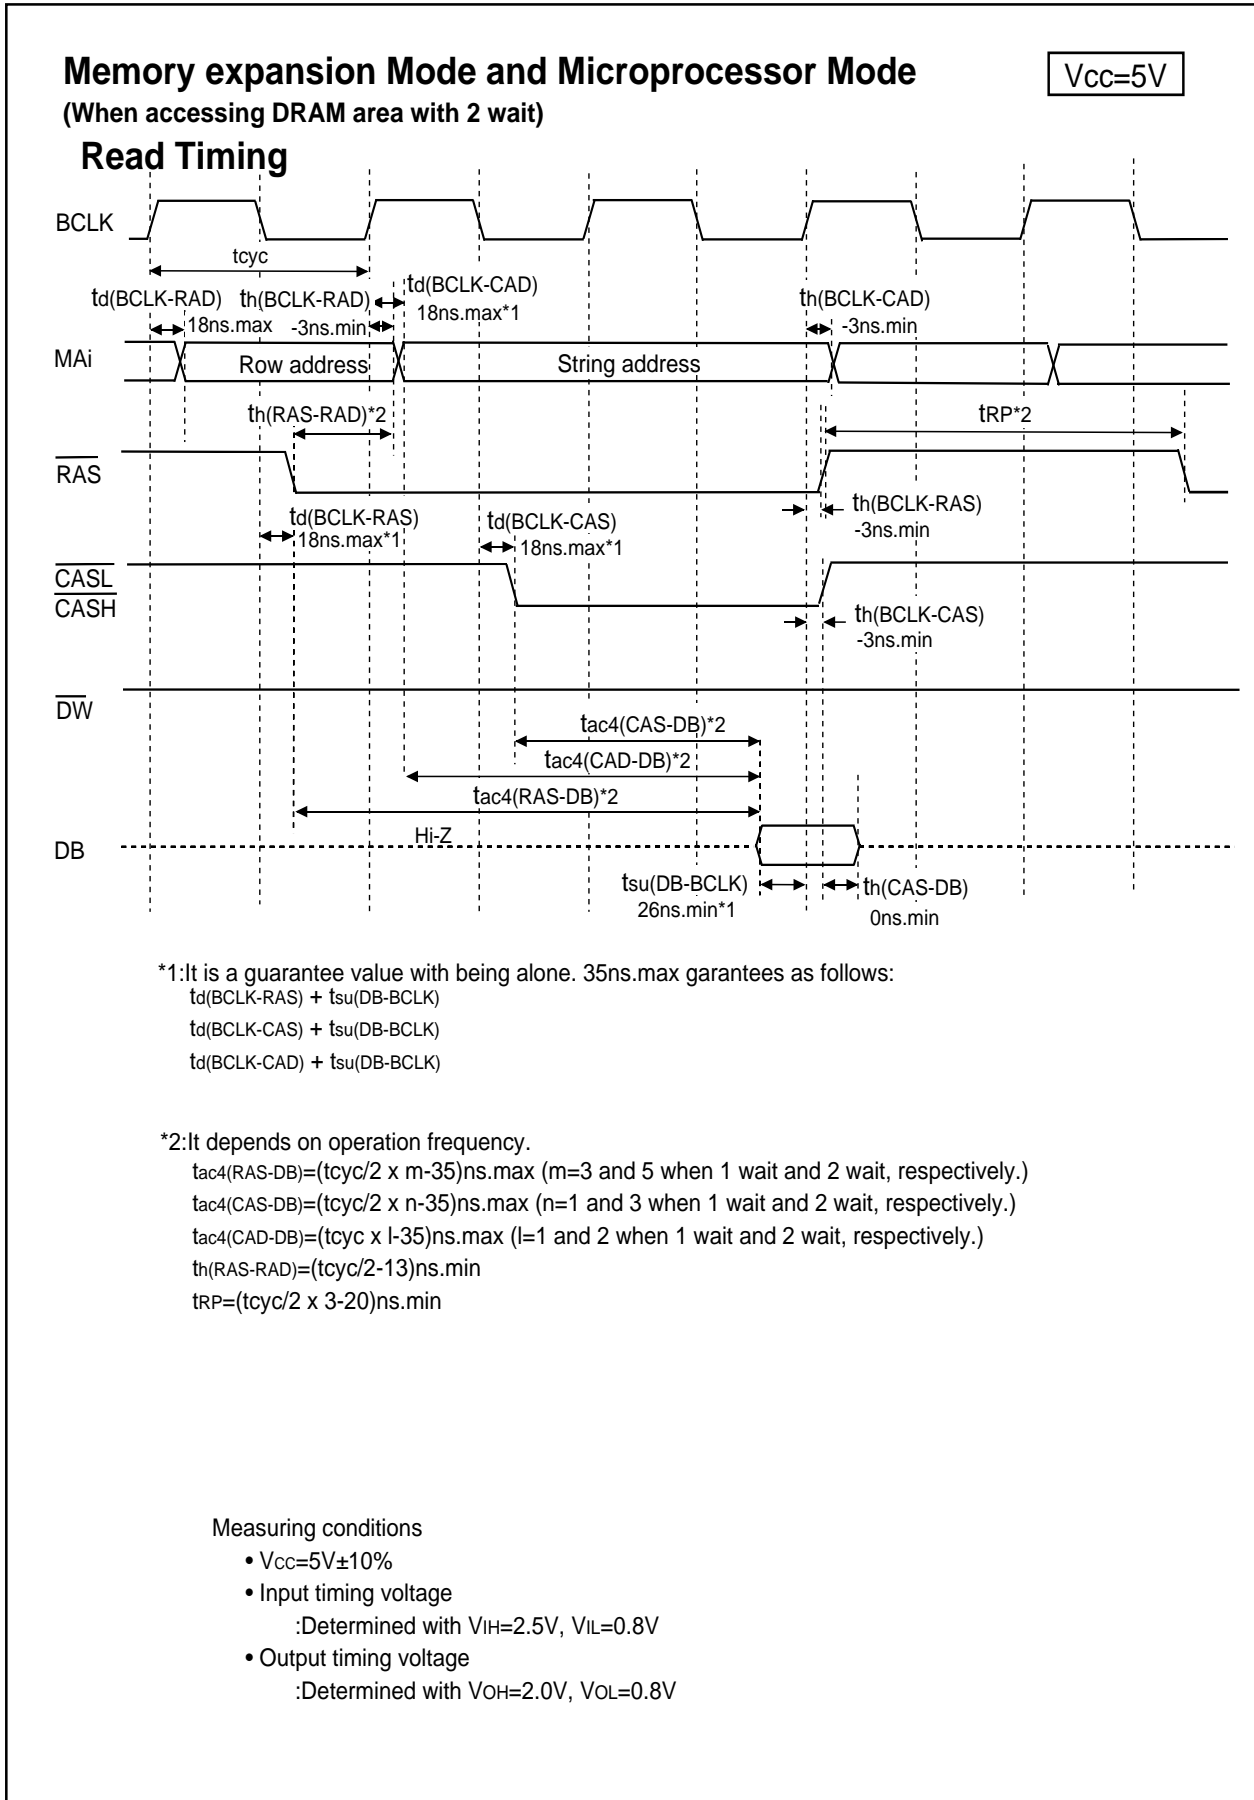 Memory expansion Mode and Microprocessor Mode
Vcc=5V
(When accessing DRAM area with 2 wait)
Read Timing
BCLK
tcyc
td(BCLK-RAD)
18ns.max
th(BCLK-RAD)
-3ns.min
td(BCLK-CAD)
18ns.max*1
th(BCLK-CAD)
-3ns.min
MAi
Row address
String address
th(RAS-RAD)*2
tRP*2
RAS
td(BCLK-RAS)
18ns.max*1
td(BCLK-CAS)
18ns.max*1
th(BCLK-RAS)
-3ns.min
CASL
CASH
th(BCLK-CAS)
-3ns.min
DW
tac4(CAS-DB)*2
tac4(CAD-DB)*2
tac4(RAS-DB)*2
DB
Hi-Z
tsu(DB-BCLK)
26ns.min*1
th(CAS-DB)
0ns.min
*1:It is a guarantee value with being alone. 35ns.max garantees as follows:
td(BCLK-RAS) + tsu(DB-BCLK)
td(BCLK-CAS) + tsu(DB-BCLK)
td(BCLK-CAD) + tsu(DB-BCLK)
*2:It depends on operation frequency.
tac4(RAS-DB)=(tcyc/2 x m-35)ns.max (m=3 and 5 when 1 wait and 2 wait, respectively.)
tac4(CAS-DB)=(tcyc/2 x n-35)ns.max (n=1 and 3 when 1 wait and 2 wait, respectively.)
tac4(CAD-DB)=(tcyc x l-35)ns.max (l=1 and 2 when 1 wait and 2 wait, respectively.)
th(RAS-RAD)=(tcyc/2-13)ns.min
tRP=(tcyc/2 x 3-20)ns.min
Measuring conditions
• VCC=5V±10%
• Input timing voltage
:Determined with VIH=2.5V, VIL=0.8V
• Output timing voltage
:Determined with VOH=2.0V, VOL=0.8V